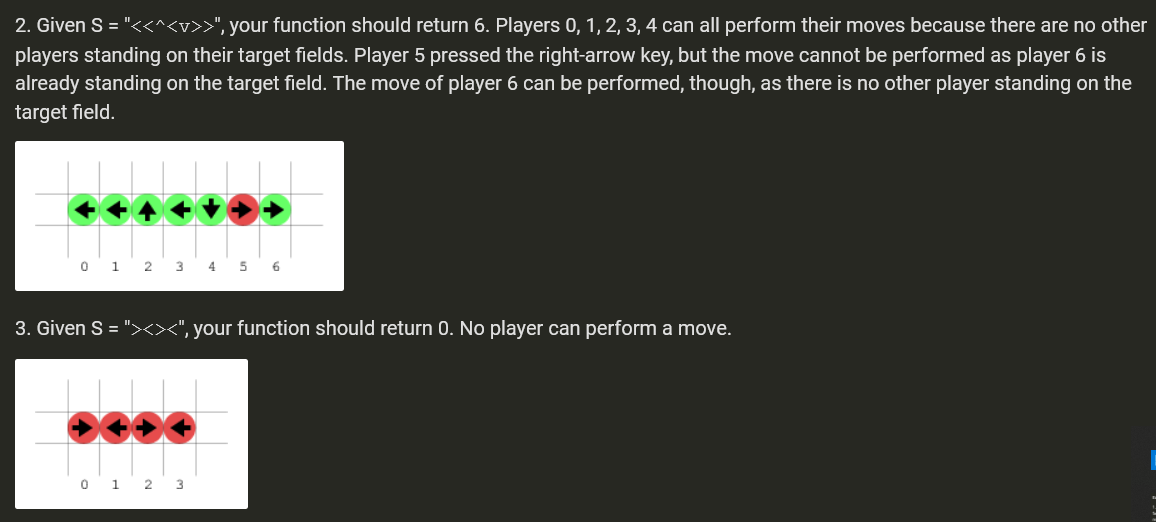 2. Given S = "<<^<v>>", your function should return 6. Players 0, 1, 2, 3, 4 can all perform their moves because there are no other
players standing on their target fields. Player 5 pressed the right-arrow key, but the move cannot be performed as player 6 is
already standing on the target field. The move of player 6 can be performed, though, as there is no other player standing on the
target field.
0 1 2 3 4 5 6
3. Given S = "><><", your function should return 0. No player can perform a move.
0 1 2 3